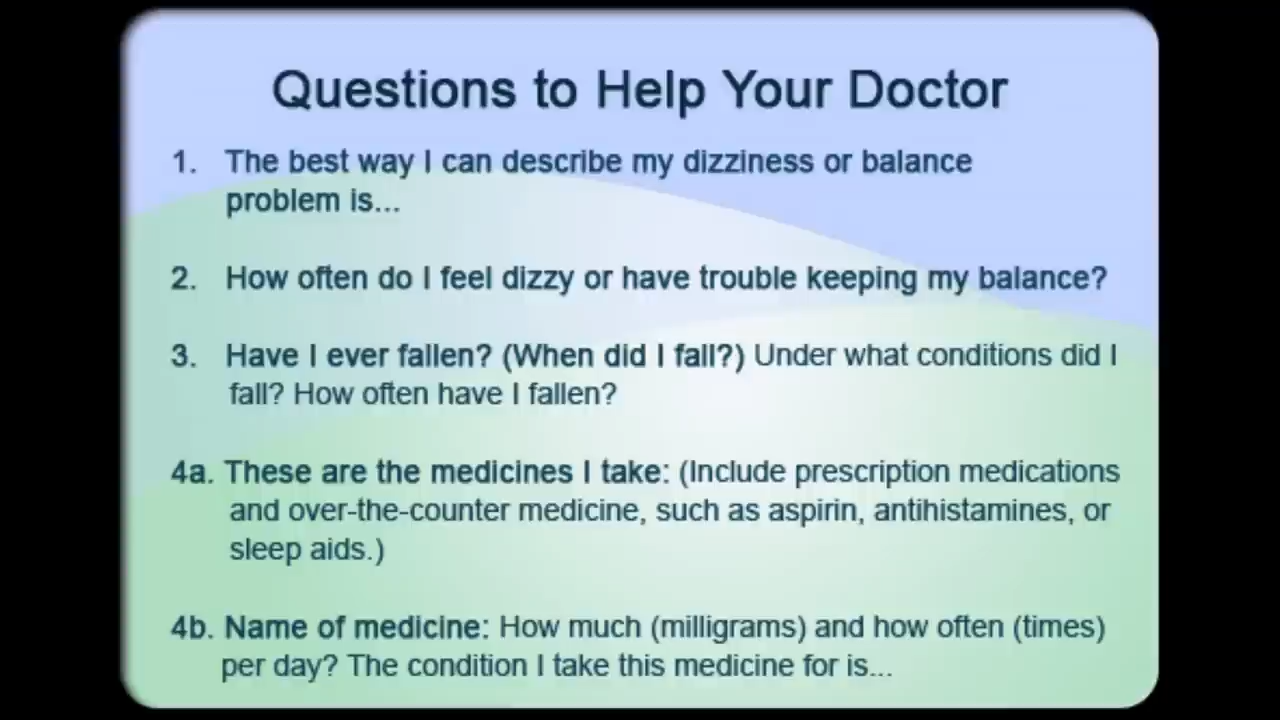 Questions to Help Your Doctor
1. The best way I can describe my dizziness or balance
problem is...
2. How often do I feel dizzy or have trouble keeping my balance?
3. Have I ever fallen? (When did I fall?) Under what conditions did I
fall? How often have I fallen?
4a. These are the medicines I take: (Include prescription medications
and over-the-counter medicine, such as aspirin, antihistamines, or
sleep aids.)
4b. Name of medicine: How much (milligrams) and how often (times)
per day? The condition I take this medicine for is...